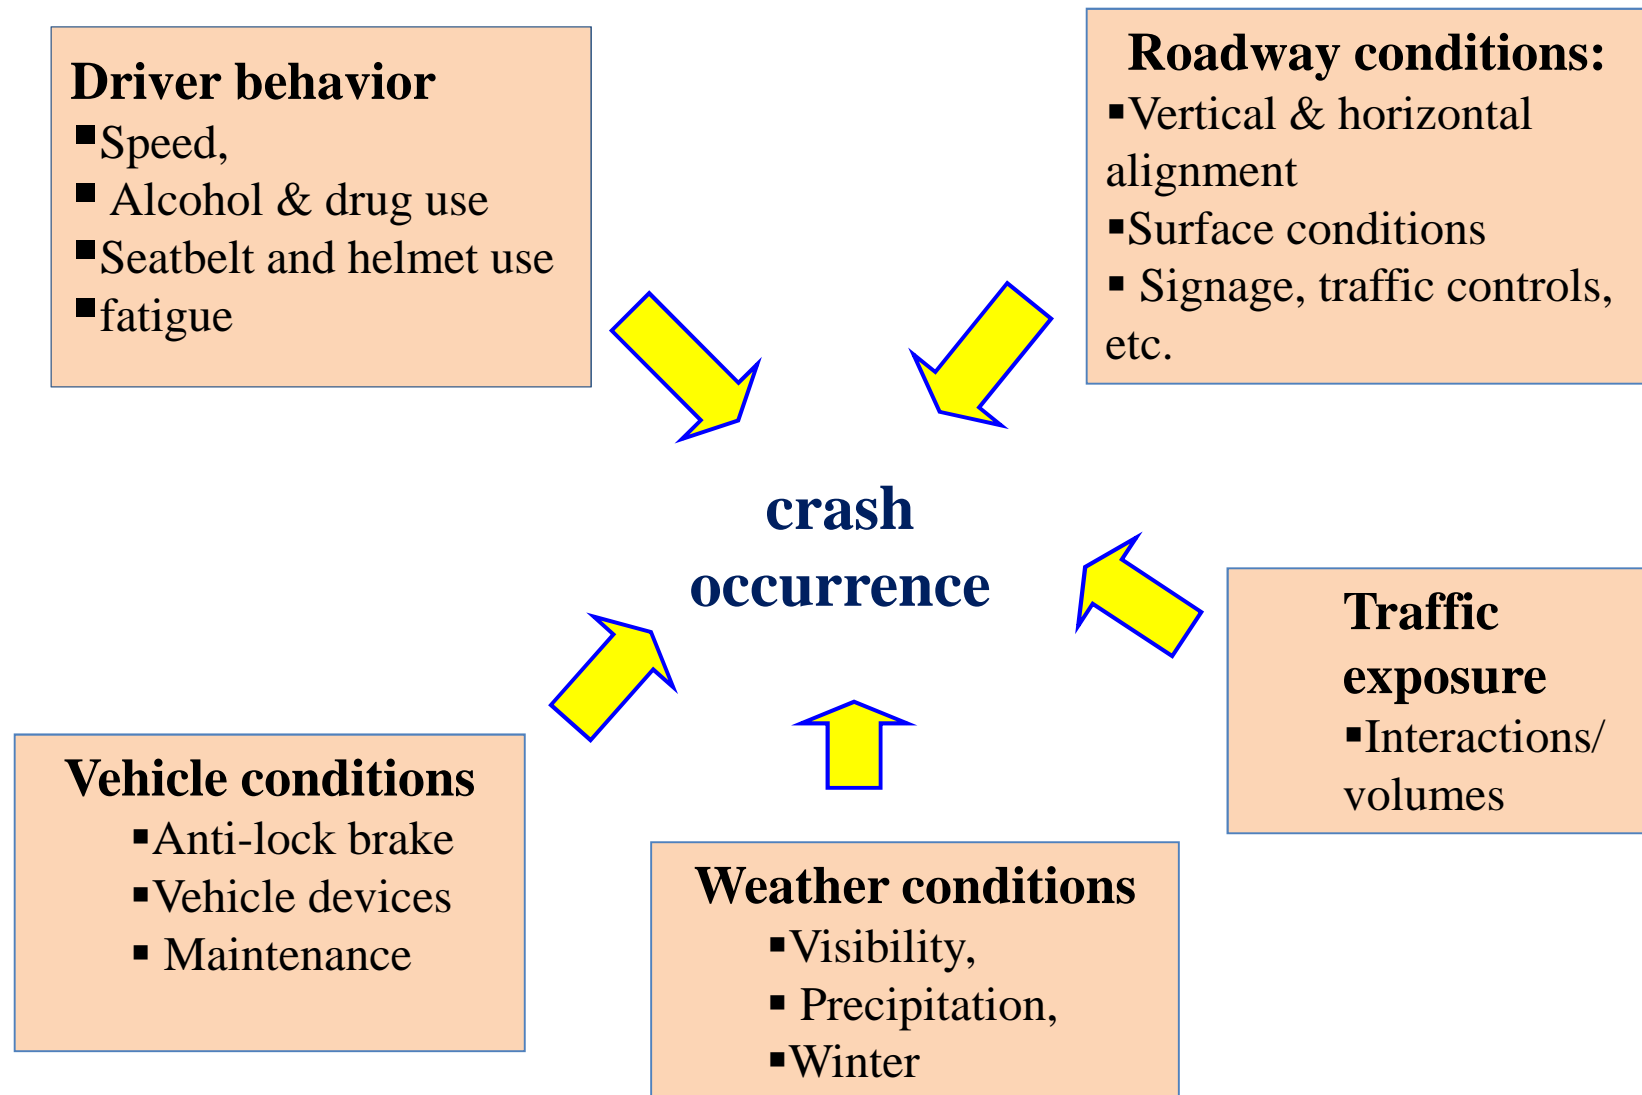 Driver behavior
▪Speed,
▪ Alcohol & drug use
▪Seatbelt and helmet use
▪fatigue
Roadway conditions:
▪Vertical & horizontal
alignment
▪Surface conditions
▪ Signage, traffic controls,
etc.
crash
occurrence
Traffic
exposure
▪Interactions/
volumes
Vehicle conditions
▪Anti-lock brake
▪Vehicle devices
▪ Maintenance
Weather conditions
▪Visibility,
▪ Precipitation,
▪Winter